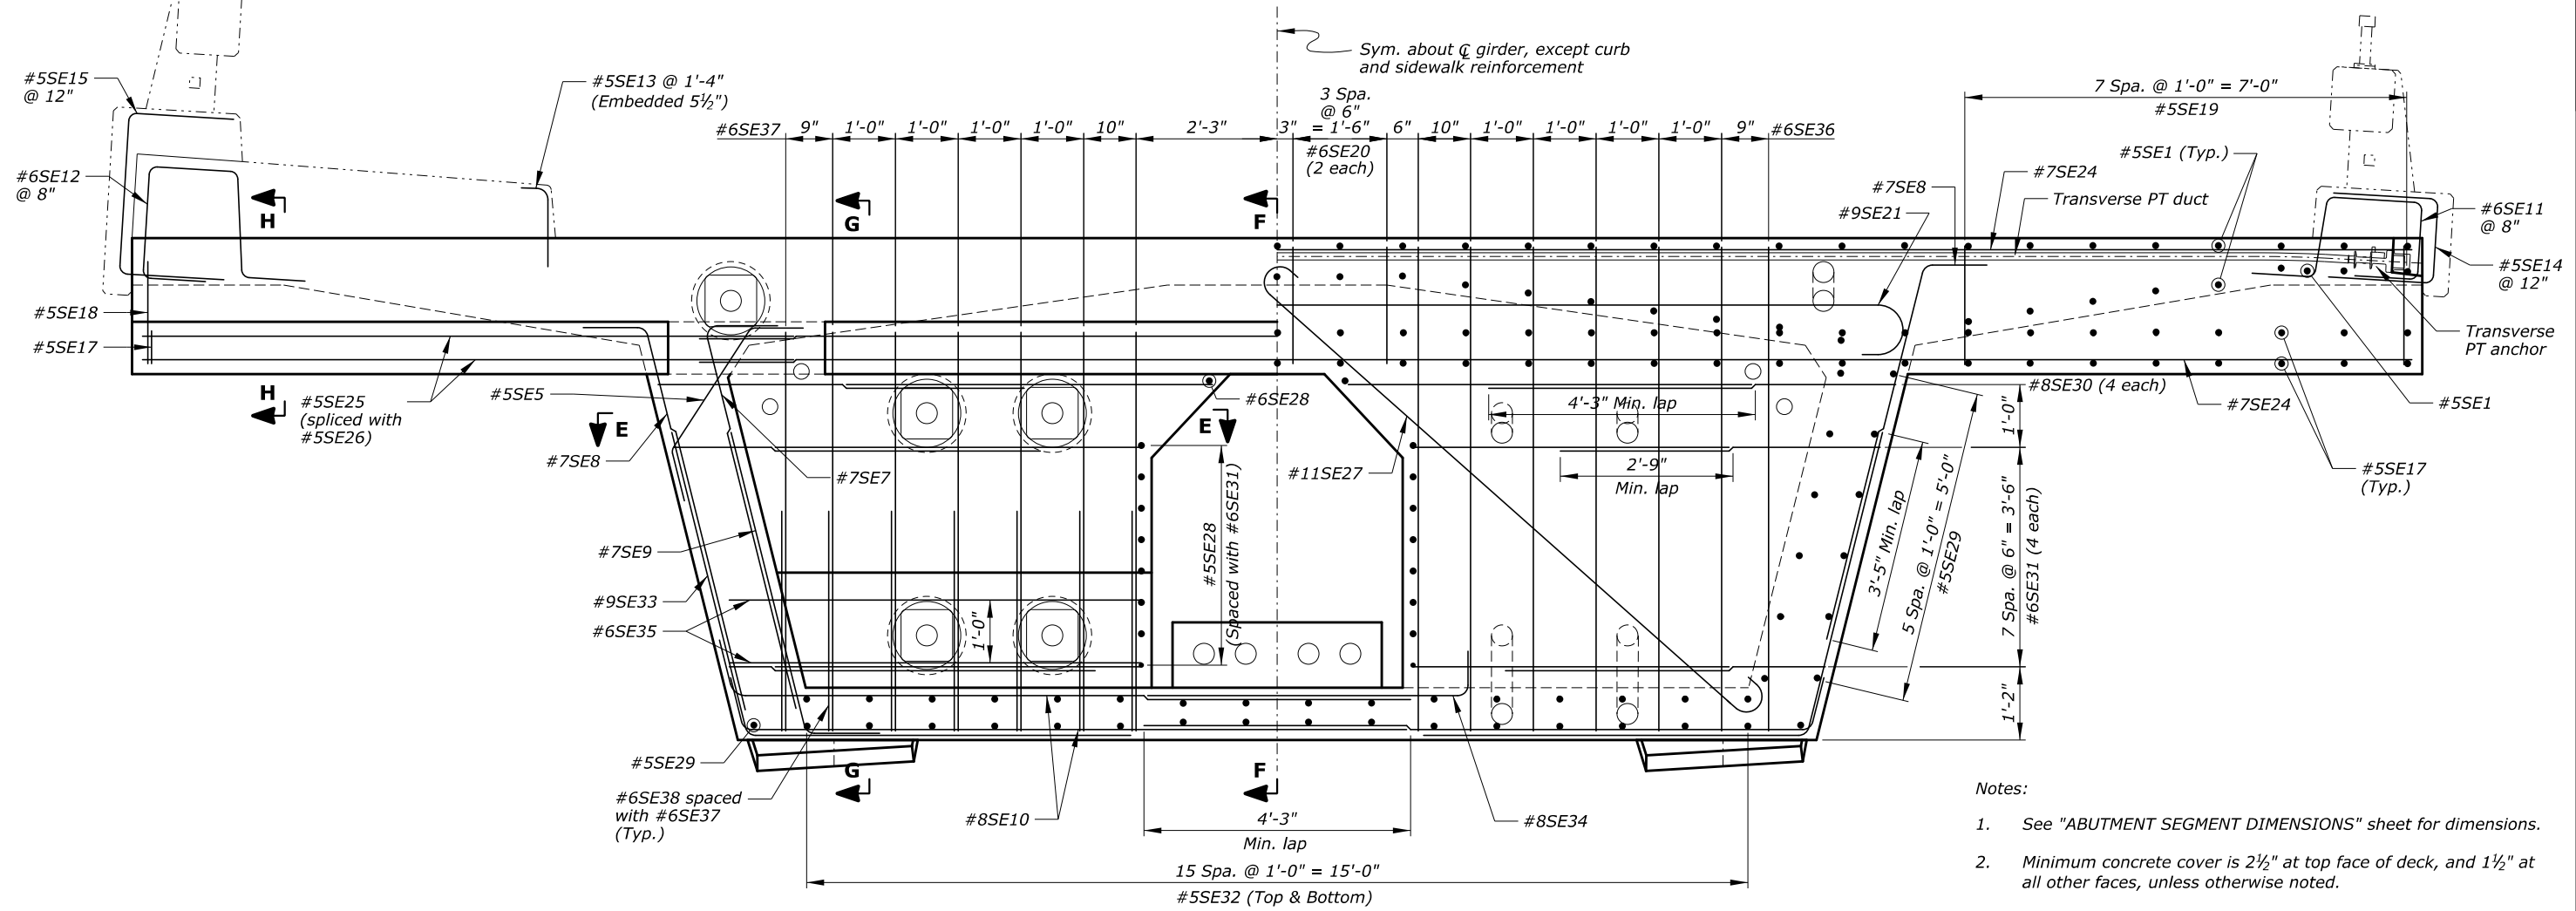 Sym. about ℄ girder, except curb
and sidewalk reinforcement
#5SE15
@ 12"
#5SE13 @ 1'-4"
(Embedded 5½")
7 Spa. @ 1'-0" = 7'-0"
#5SE19
3 Spa.
@ 6"
= 1'-6"
#6SE20
(2 each)
#6SE37
9"
1'-0"
1'-0"
1'-0"
1'-0"
10"
2'-3"
3"
6"
10"
1'-0"
1'-0"
1'-0"
1'-0"
9"
#6SE36
#5SE1 (Typ.)
#7SE24
#7SE8
Transverse PT duct
#9SE21
#6SE12
@ 8"
#6SE11
@ 8"
H
G
F
#5SE14
@ 12"
#5SE18
#5SE17
Transverse
PT anchor
H
#5SE25
(spliced with
#5SE26)
#5SE5
#6SE28
4'-3" Min. lap
#8SE30 (4 each)
#7SE24
#5SE1
E
E
#7SE8
#7SE7
#11SE27
2'-9"
Min. lap
1'-0"
#5SE17
(Typ.)
#5SE28
(Spaced with #6SE31)
3'-5" Min. lap
5 Spa. @ 1'-0" = 5'-0"
#5SE29
7 Spa. @ 6" = 3'-6"
#6SE31 (4 each)
#7SE9
#9SE33
#6SE35
1'-0"
1'-2"
#5SE29
G
F
#6SE38 spaced
with #6SE37
(Typ.)
#8SE10
4'-3"
Min. lap
#8SE34
15 Spa. @ 1'-0" = 15'-0"
#5SE32 (Top & Bottom)
Notes:
1. See "ABUTMENT SEGMENT DIMENSIONS" sheet for dimensions.
2. Minimum concrete cover is 2½" at top face of deck, and 1½" at
all other faces, unless otherwise noted.